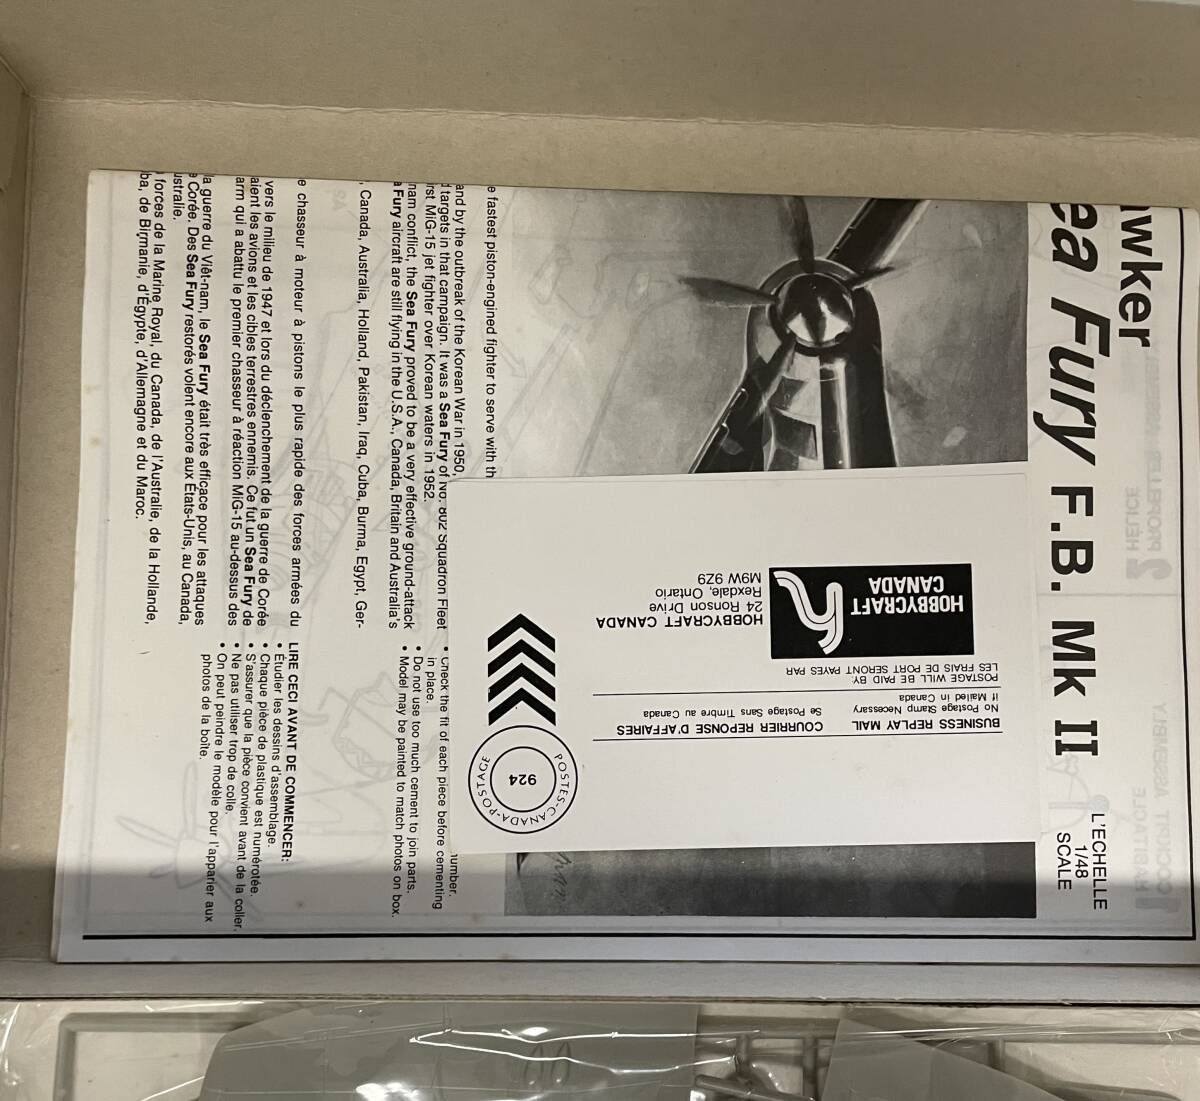 awker
ea Fury F.B. Mk II
L'ECHELLE
1/48
SCALE
e fastest piston-engined fighter to serve with th
and by the outbreak of the Korean War in 1950,
targets in that campaign. It was a Sea Fury of No. 802 Squadron Fleet
rst MiG-15 jet fighter over Korean waters in 1952.
nam conflict, the Sea Fury proved to be a very effective ground-attack
a Fury aircraft are still flying in the U.S.A., Canada, Britain and Australia's
, Canada, Australia, Holland, Pakistan, Iraq, Cuba, Burma, Egypt, Ger-
umber.
• Check the fit of each piece before cementing
in place.
• Do not use too much cement to join parts.
• Model may be painted to match photos on box.
e chasseur à moteur à pistons le plus rapide des forces armées du
vers le milieu de 1947 et lors du déclenchement de la guerre de Corée
aient les avions et les cibles terrestres ennemis. Ce fut un Sea Fury de
arm qui a abattu le premier chasseur à réaction MiG-15 au-dessus des
a guerre du Viêt-nam, le Sea Fury était très efficace pour les attaques
e Corée. Des Sea Fury restorés volent encore aux États-Unis, au Canada,
ustralie.
forces de la Marine Royal, du Canada, de l'Australie, de la Hollande,
ba, de Birmanie, d'Égypte, d'Allemagne et du Maroc.
LIRE CECI AVANT DE COMMENCER:
• Étudier les dessins d'assemblage.
• Chaque pièce de plastique est numérotée.
• S'assurer que la pièce convient avant de la coller.
• Ne pas utiliser trop de colle.
• On peut peindre le modèle pour l'apparier aux
photos de la boîte.
BUSINESS REPLAY MAIL
No Postage Stamp Necessary
If Mailed in Canada
COURRIER REPONSE D'AFFAIRES
Se Postage Sans Timbre au Canada
POSTAGE WILL BE PAID BY:
LES FRAIS DE PORT SERONT PAYES PAR
HOBBYCRAFT
CANADA
HOBBYCRAFT CANADA
24 Ronson Drive
Rexdale, Ontario
M9W 9Z9
POSTES-CANADA-POSTAGE
924
2 PROPELLER
HÉLICE
1 COCKPIT ASSEMBLY
HABITACLE